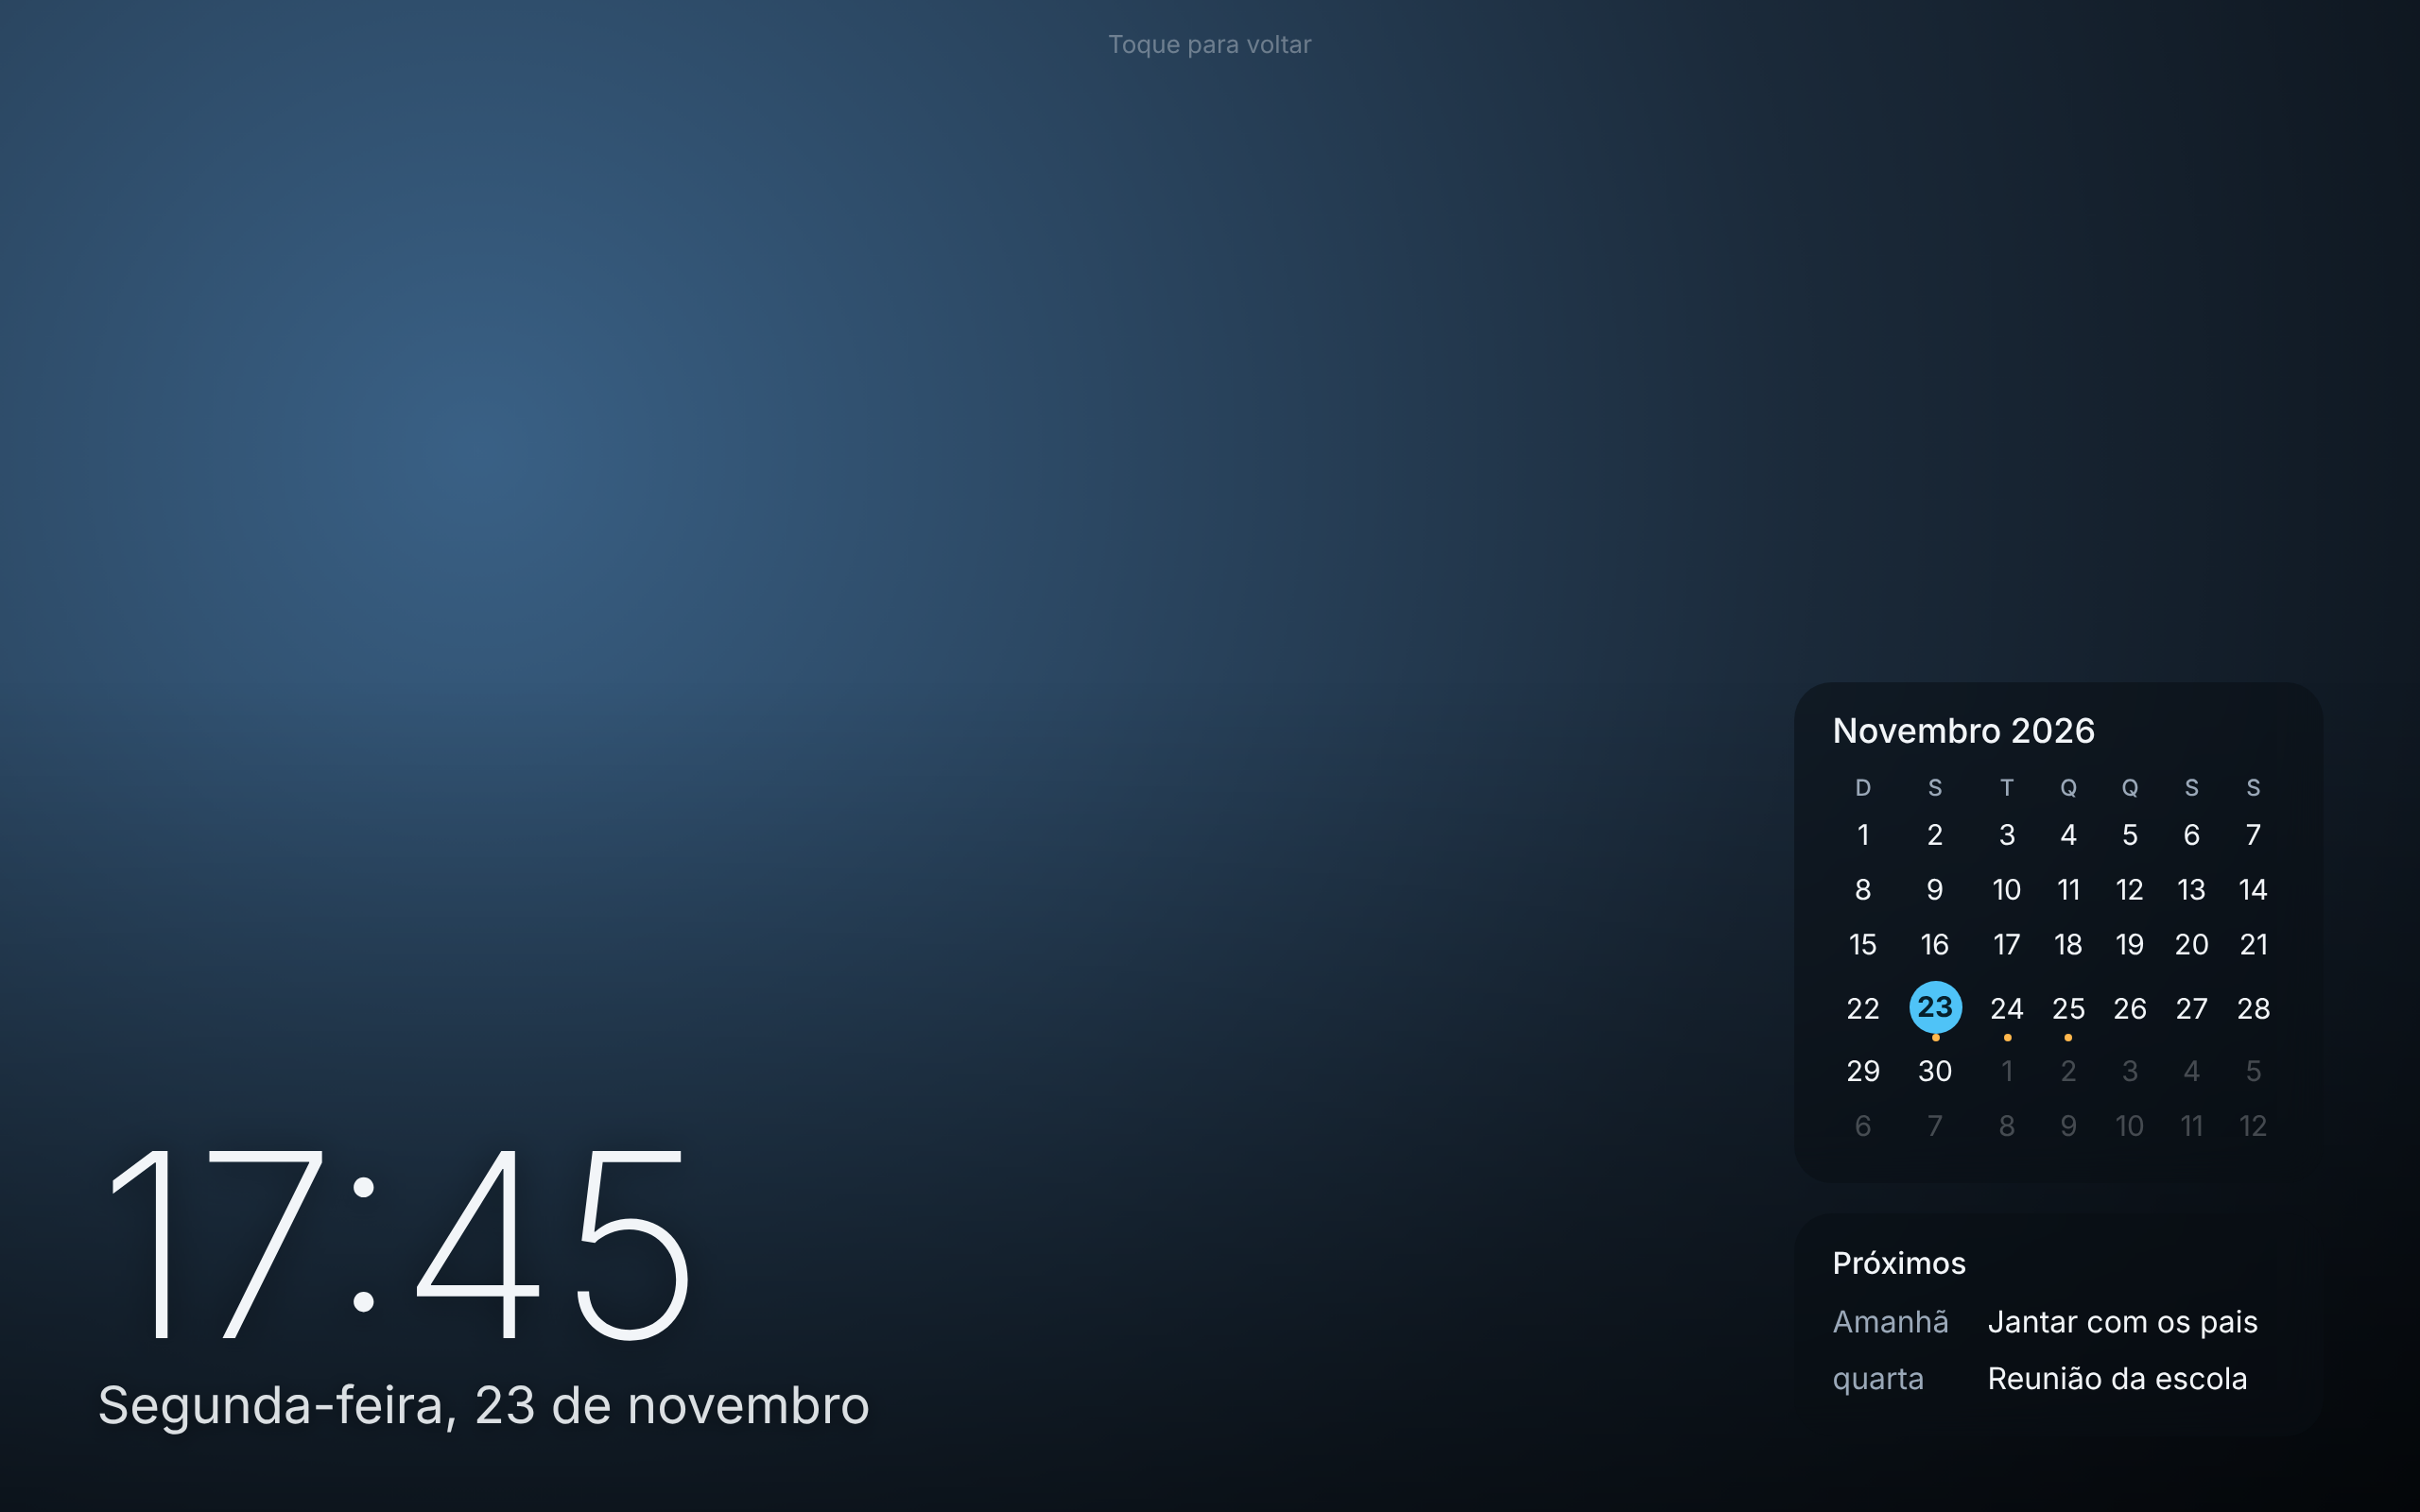 Toque para voltar
17:45
Segunda-feira, 23 de novembro
Novembro 2026
D S T Q Q S S
1 2 3 4 5 6 7
8 9 10 11 12 13 14
15 16 17 18 19 20 21
22 23 24 25 26 27 28
29 30 1 2 3 4 5
6 7 8 9 10 11 12
Próximos
Amanhã Jantar com os pais
quarta Reunião da escola